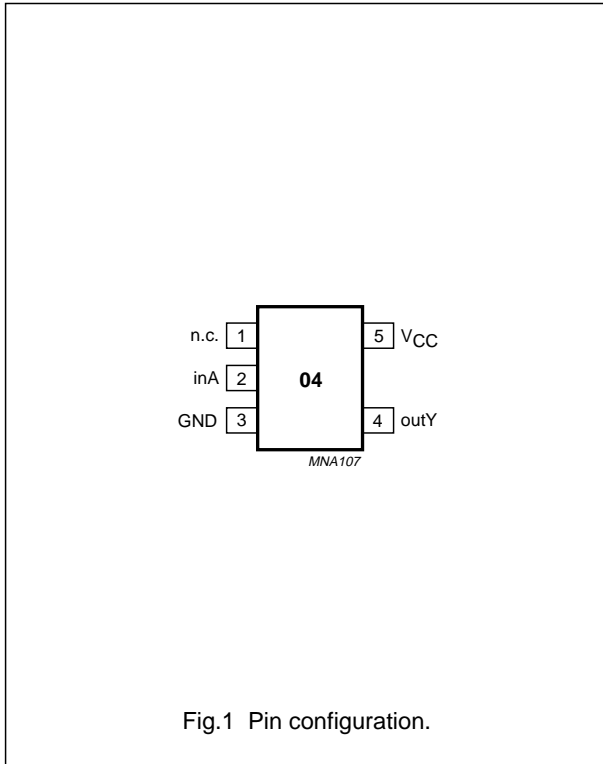 n.c. 1 5 VCC
inA 2 04
GND 3 4 outY
MNA107
Fig.1 Pin configuration.